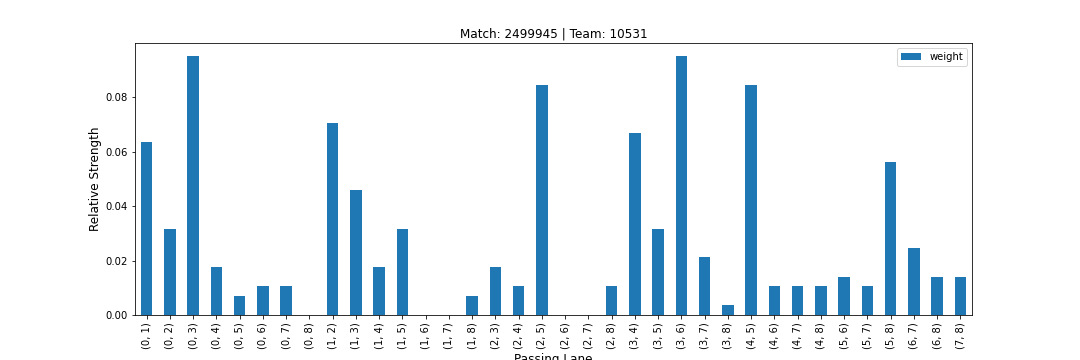 Match: 2499945 | Team: 10531
weight
Relative Strength
0.08
0.06
0.04
0.02
0.00
(0, 1) (0, 2) (0, 3) (0, 4) (0, 5) (0, 6) (0, 7) (0, 8) (1, 2) (1, 3) (1, 4) (1, 5) (1, 6) (1, 7) (1, 8) (2, 3) (2, 4) (2, 5) (2, 6) (2, 7) (2, 8) (3, 4) (3, 5) (3, 6) (3, 7) (3, 8) (4, 5) (4, 6) (4, 7) (4, 8) (5, 6) (5, 7) (5, 8) (6, 7) (6, 8) (7, 8)
Passing Lane